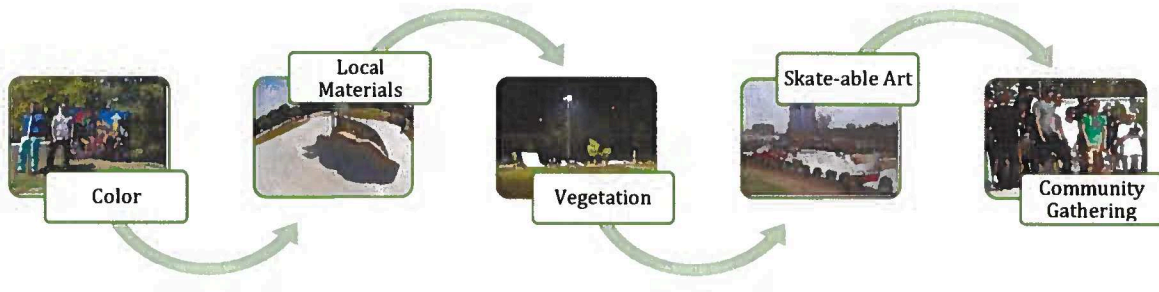 Color
Local
Materials
Vegetation
Skate-able Art
Community
Gathering